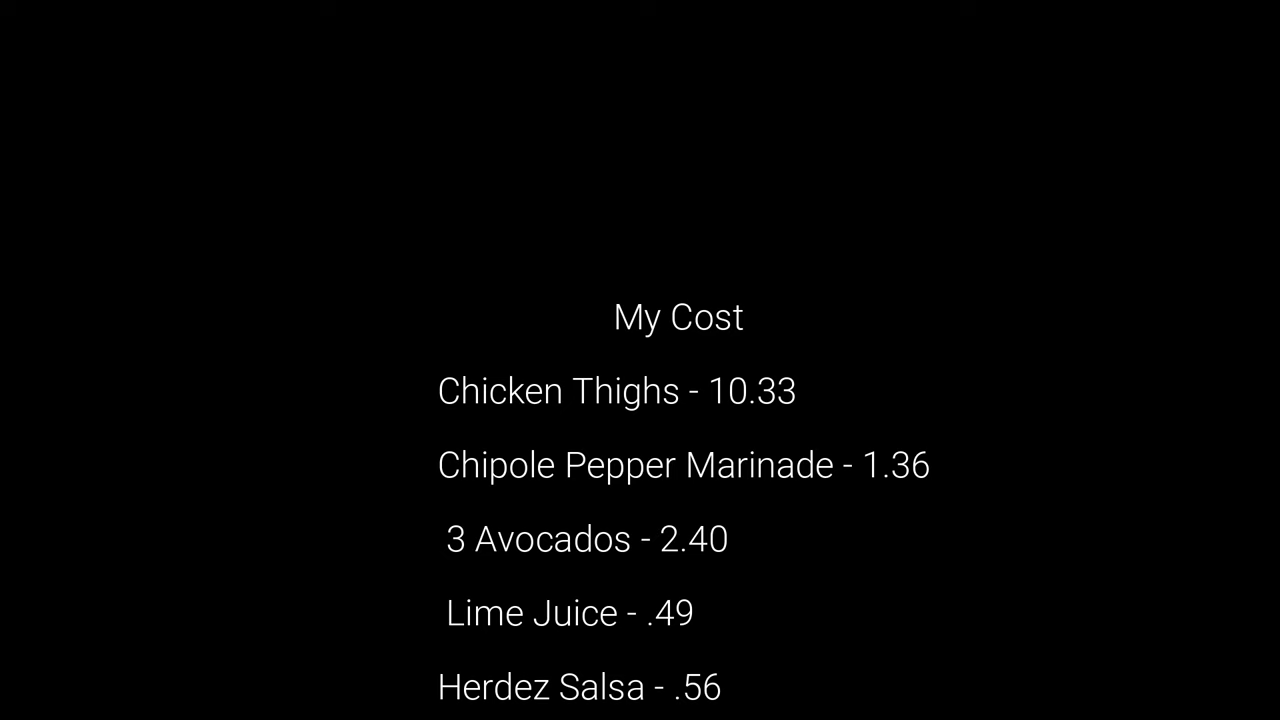 My Cost
Chicken Thighs - 10.33
Chipole Pepper Marinade - 1.36
3 Avocados - 2.40
Lime Juice - .49
Herdez Salsa - .56